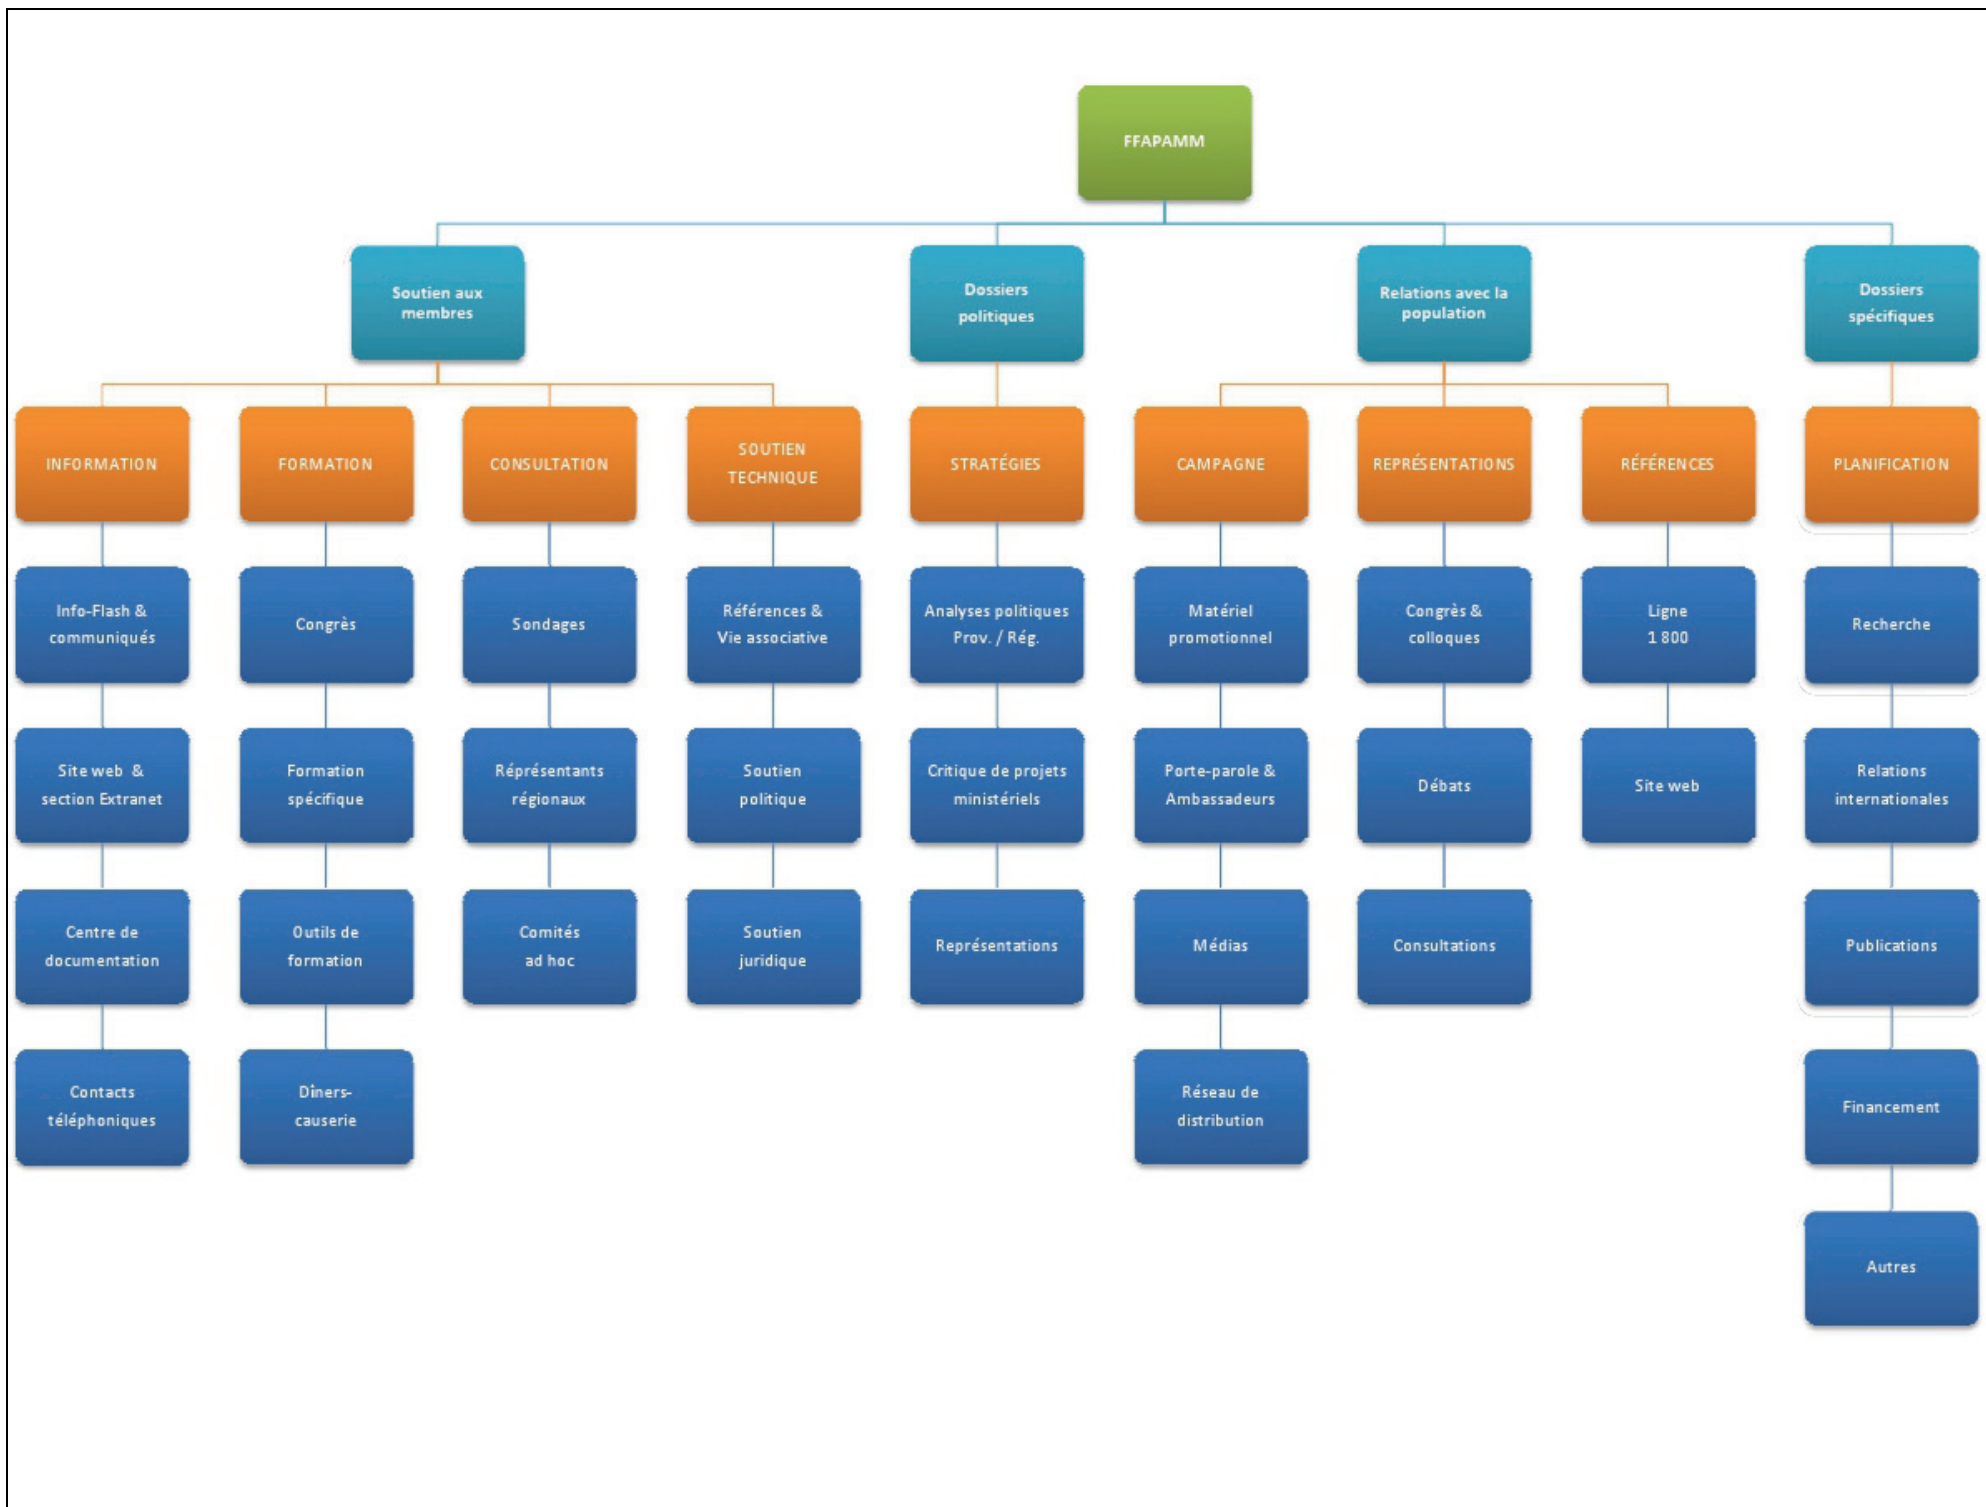 FFAPAMM
Soutien aux
membres
Dossiers
politiques
Relations avec la
population
Dossiers
spécifiques
INFORMATION
FORMATION
CONSULTATION
SOUTIEN
TECHNIQUE
STRATÉGIES
CAMPAGNE
REPRÉSENTATIONS
RÉFÉRENCES
PLANIFICATION
Info-Flash &
communiqués
Congrès
Sondages
Références &
Vie associative
Analyses politiques
Prov. / Rég.
Matériel
promotionnel
Congrès &
colloques
Ligne
1 800
Recherche
Site web &
section Extranet
Formation
spécifique
Réprésentants
régionaux
Soutien
politique
Critique de projets
ministériels
Porte-parole &
Ambassadeurs
Débats
Site web
Relations
internationales
Centre de
documentation
Outils de
formation
Comités
ad hoc
Soutien
juridique
Représentations
Médias
Consultations
Publications
Contacts
téléphoniques
Dîners-
causerie
Réseau de
distribution
Financement
Autres